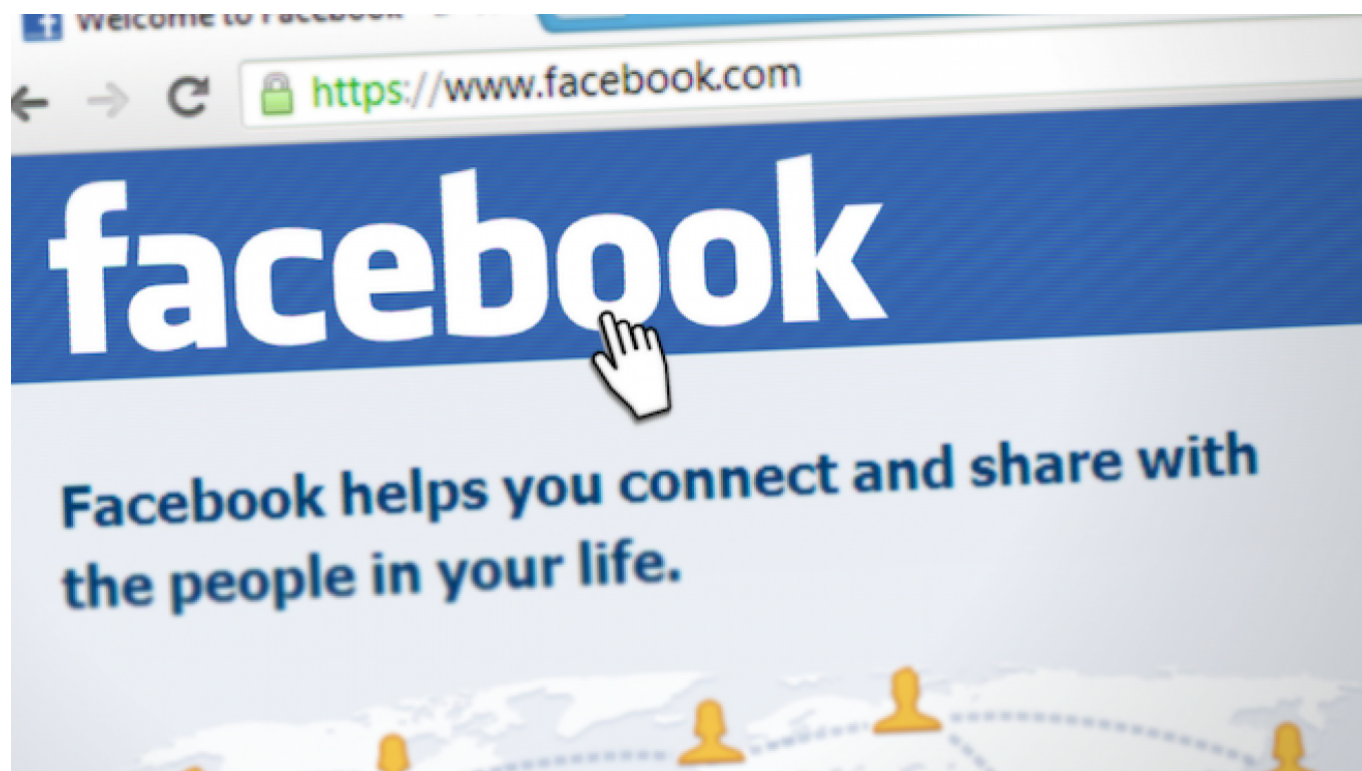 Welcome to Facebook
https://www.facebook.com
facebook
Facebook helps you connect and share with
the people in your life.